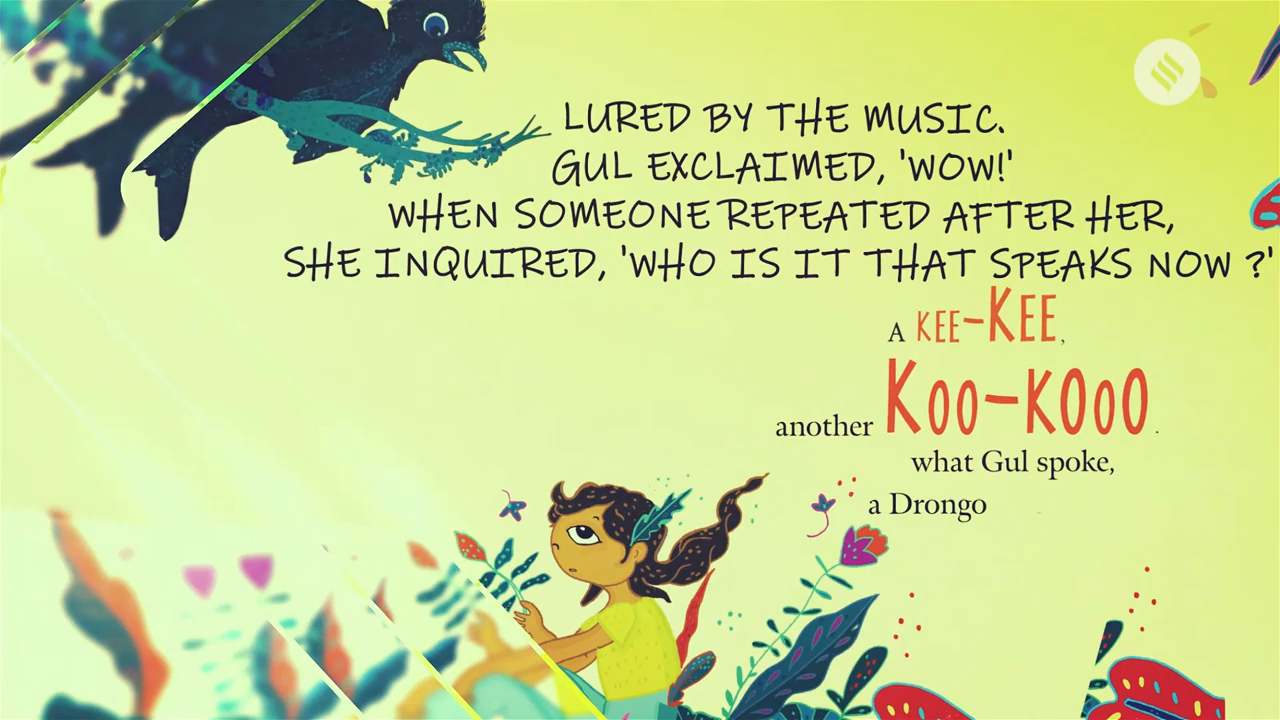 LURED BY THE MUSIC.
GUL EXCLAIMED, 'WOW!'
WHEN SOMEONE REPEATED AFTER HER,
SHE INQUIRED, 'WHO IS IT THAT SPEAKS NOW ?'
A KEE-KEE,
another KOO-KOOO.
what Gul spoke,
a Drongo